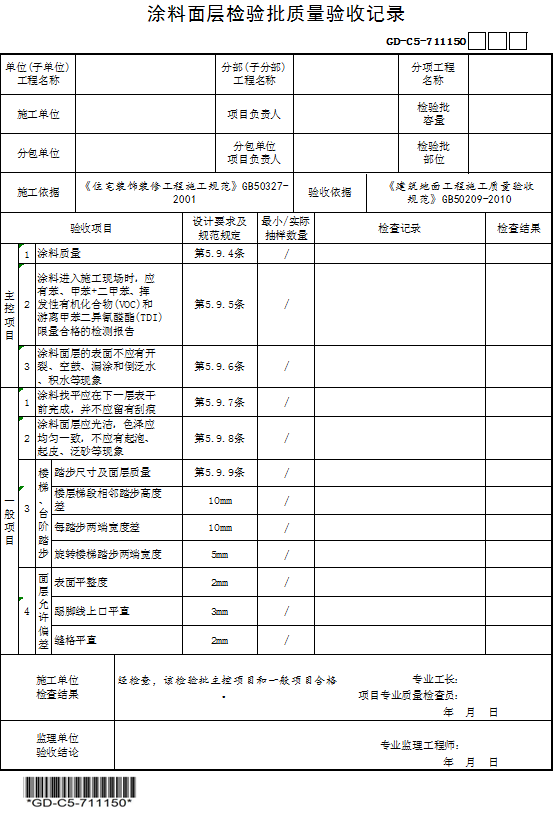 涂料面层检验批质量验收记录
GD-C5-711150
单位(子单位)
工程名称
分部(子分部)
工程名称
分项工程
名称
施工单位
项目负责人
检验批
容量
分包单位
分包单位
项目负责人
检验批
部位
施工依据
《住宅装饰装修工程施工规范》GB50327-
2001
验收依据
《建筑地面工程施工质量验收
规范》GB50209-2010
验收项目
设计要求及
规范规定
最小/实际
抽样数量
检查记录
检查结果
主控项目
1
涂料质量
第5.9.4条
/
2
涂料进入施工现场时，应
有苯、甲苯+二甲苯、挥
发性有机化合物(VOC)和
游离甲苯二异氰醛酯(TDI)
限量合格的检测报告
第5.9.5条
/
3
涂料面层的表面不应有开
裂、空鼓、漏涂和倒泛水
、积水等现象
第5.9.6条
/
一般项目
1
涂料找平应在下一层表干
前完成，并不应留有刮痕
第5.9.7条
/
2
涂料面层应光洁，色泽应
均匀一致，不应有起泡、
起皮、泛砂等现象
第5.9.8条
/
3
楼梯、台阶踏步
踏步尺寸及面层质量
第5.9.9条
/
楼层梯段相邻踏步高度
差
10mm
/
每踏步两端宽度差
10mm
/
旋转楼梯踏步两端宽度
5mm
/
4
面层允许偏差
表面平整度
2mm
/
踢脚线上口平直
3mm
/
缝格平直
2mm
/
施工单位
检查结果
经检查，该检验批主控项目和一般项目合格
。
专业工长：
项目专业质量检查员：
年 月 日
监理单位
验收结论
专业监理工程师：
年 月 日
*GD-C5-711150*